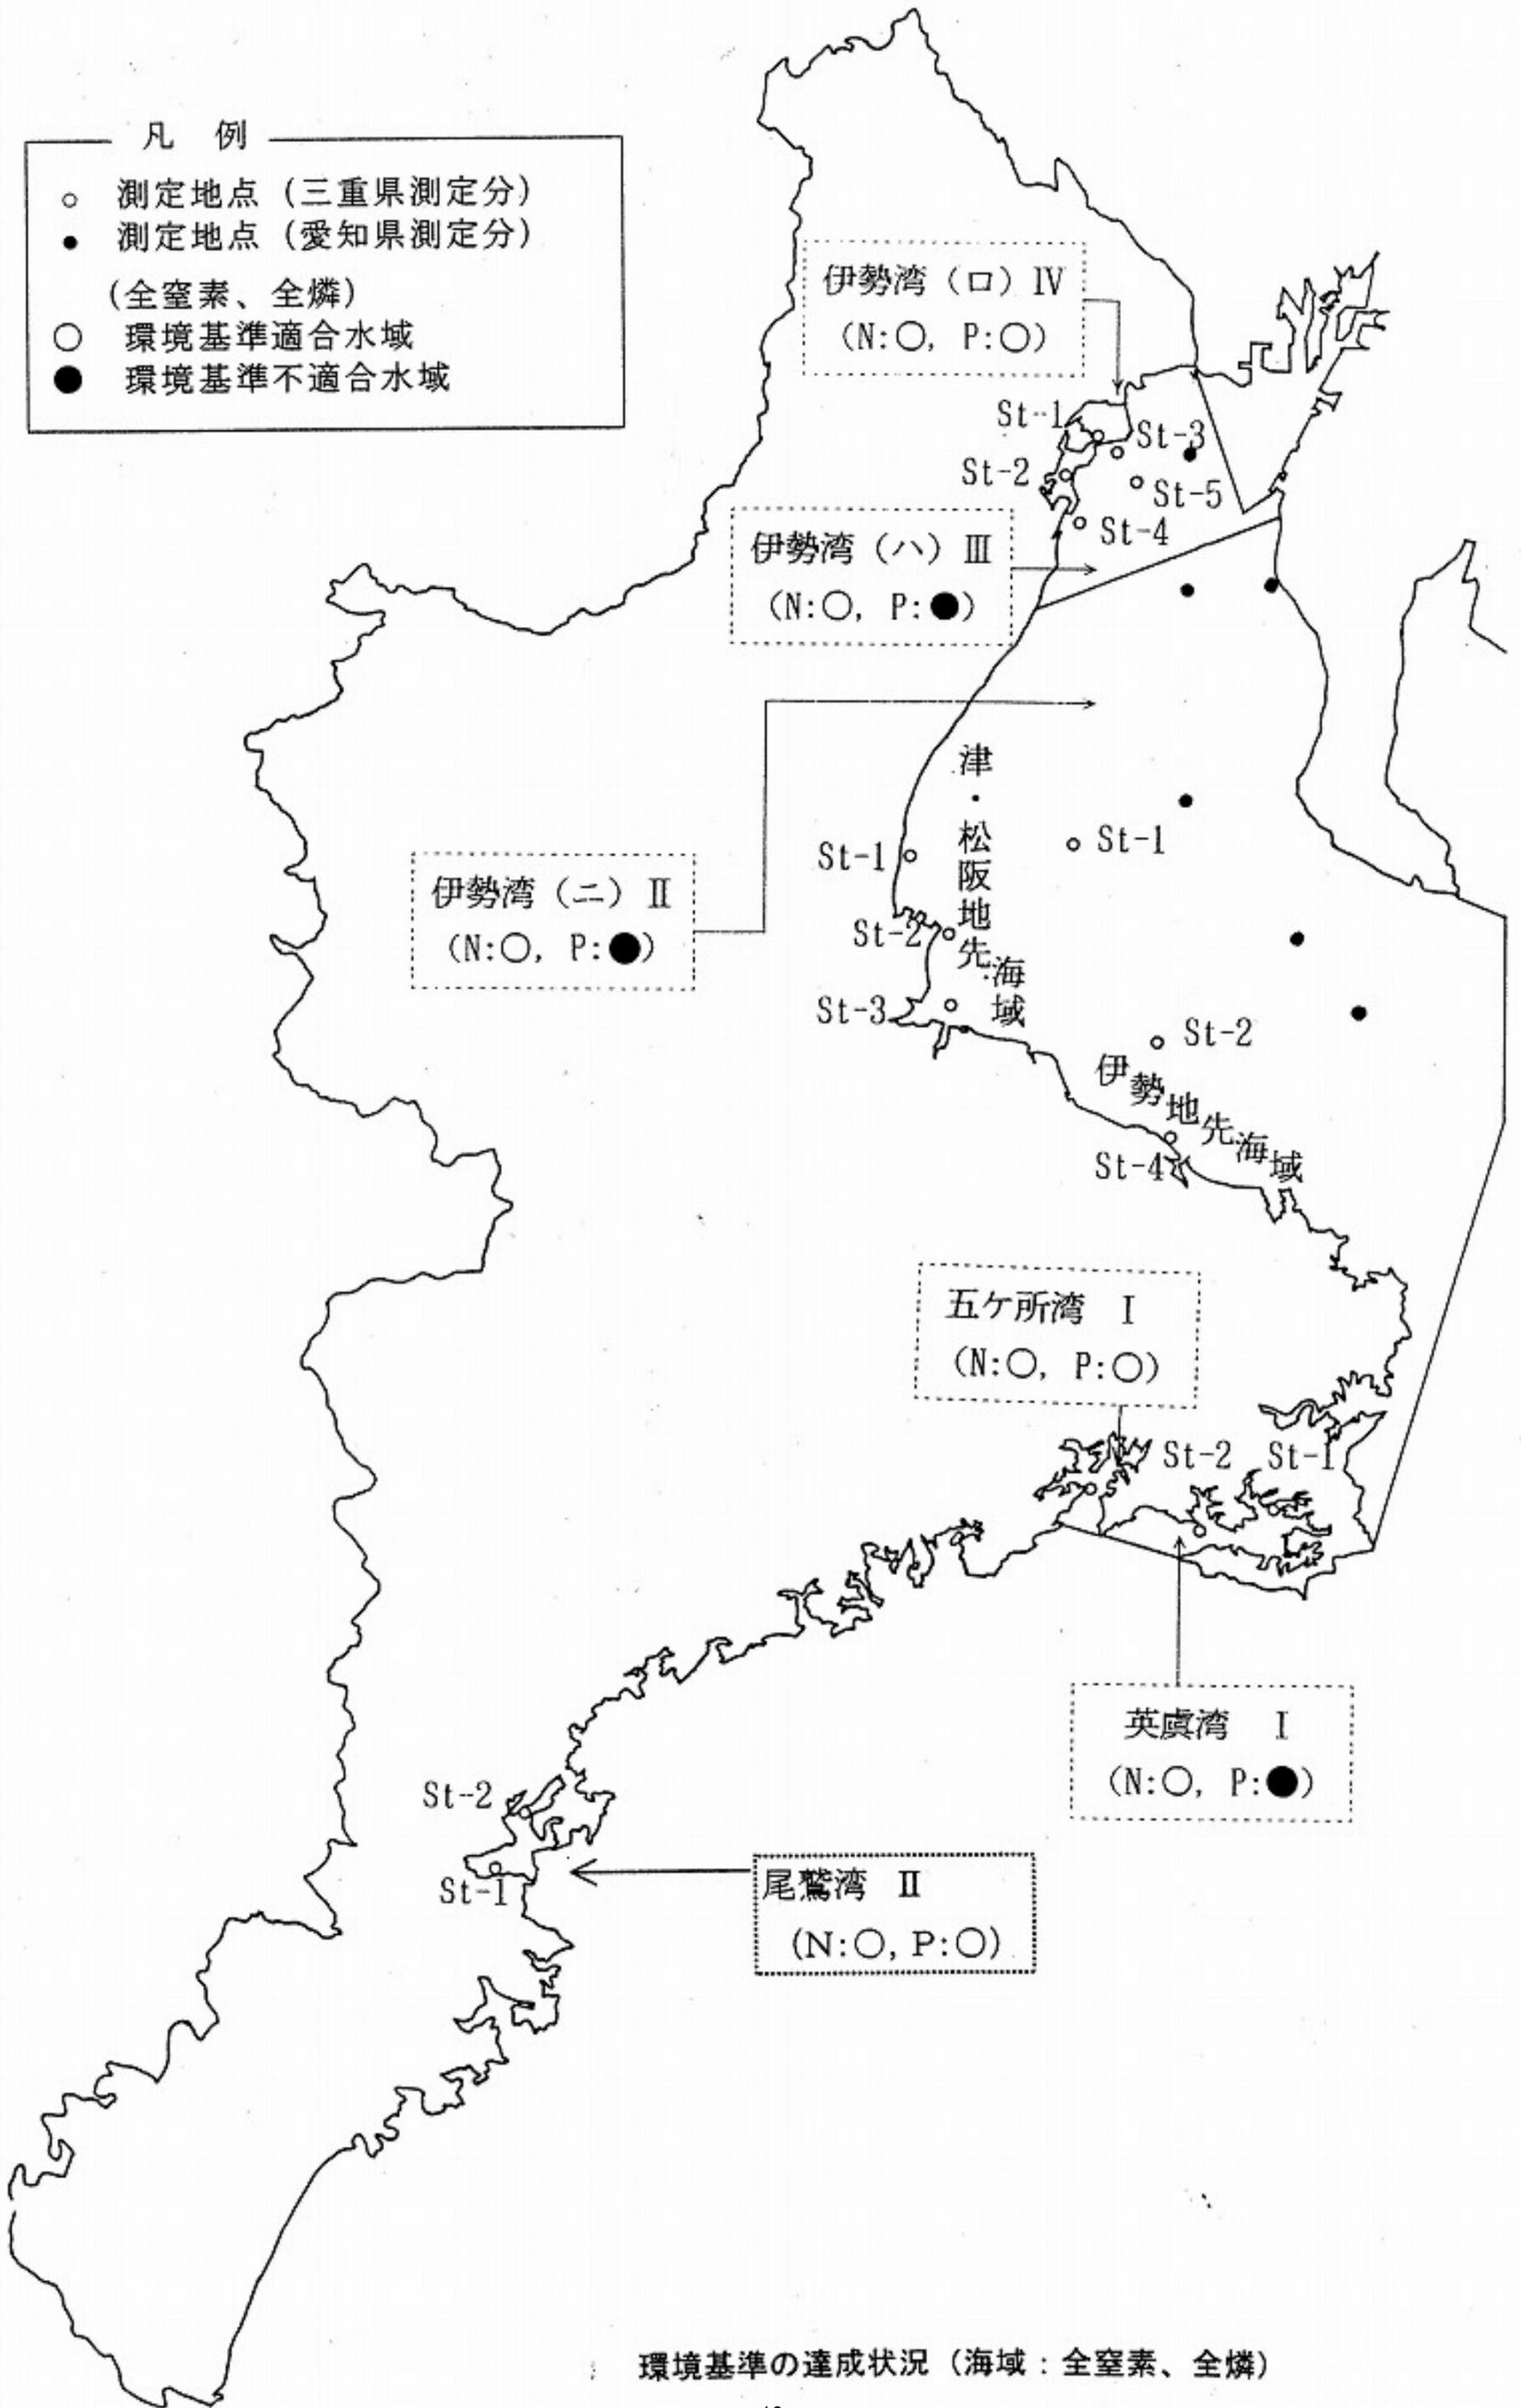 凡 例
○ 測定地点（三重県測定分）
● 測定地点（愛知県測定分）
（全窒素、全燐）
○ 環境基準適合水域
● 環境基準不適合水域
伊勢湾（ロ）Ⅳ
（N:○, P:○）
St-1
St-3
St-2
St-5
St-4
伊勢湾（ハ）Ⅲ
（N:○, P:●）
津・松阪地先海域
St-1
St-1
伊勢湾（ニ）Ⅱ
（N:○, P:●）
St-2
St-3
St-2
伊勢地先海域
St-4
五ケ所湾 Ⅰ
（N:○, P:○）
St-2
St-1
英虞湾 Ⅰ
（N:○, P:●）
St-2
St-1
尾鷲湾 Ⅱ
（N:○, P:○）
環境基準の達成状況（海域：全窒素、全燐）